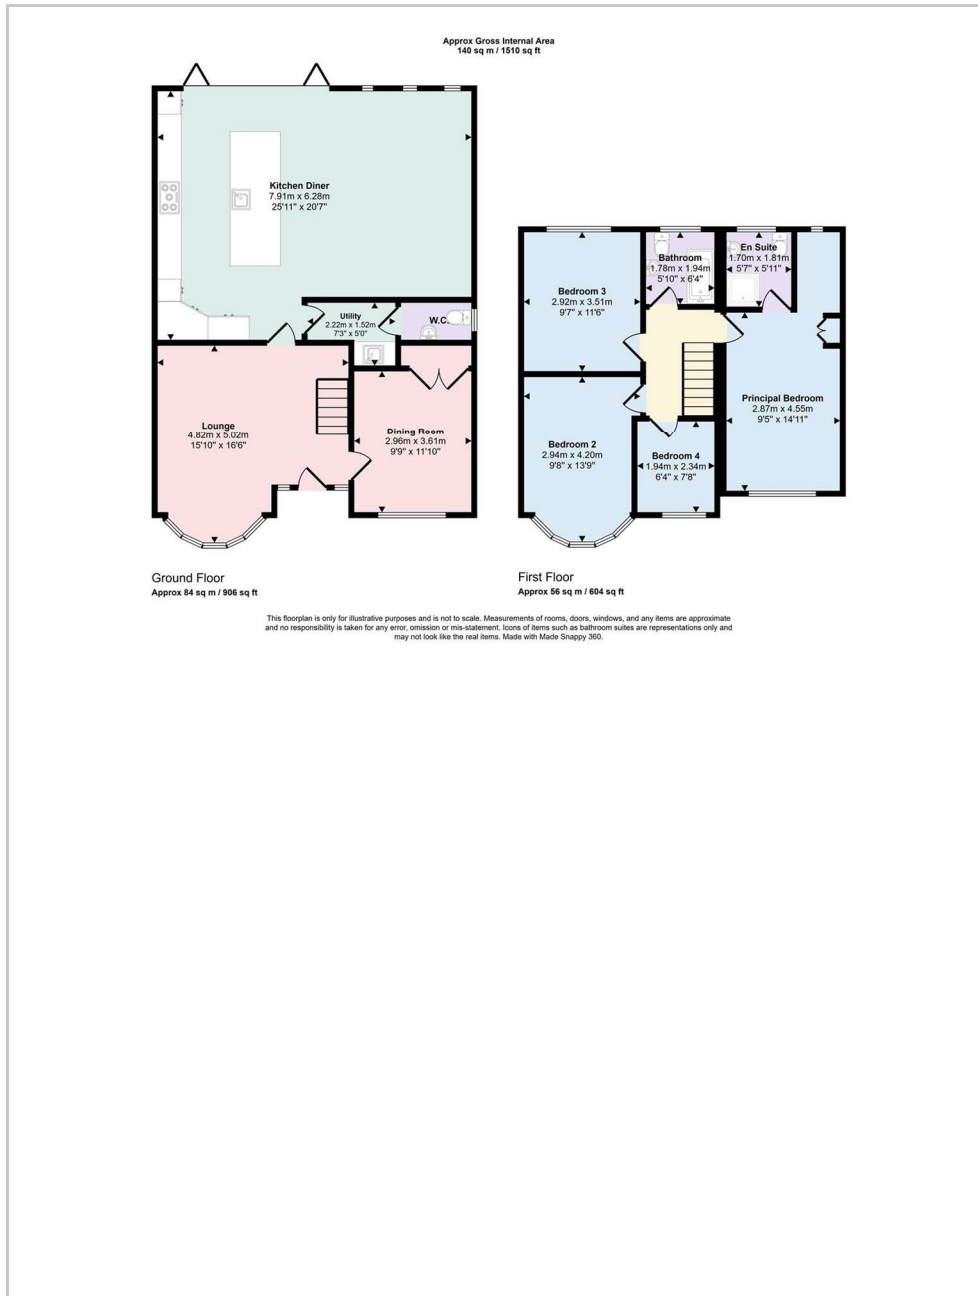 Approx Gross Internal Area
140 sq m / 1510 sq ft
Kitchen Diner
7.91m x 6.28m
25'11" x 20'7"
Utility
2.22m x 1.52m
7'3" x 5'0"
W.C.
Lounge
4.82m x 5.02m
15'10" x 16'6"
Dining Room
2.96m x 3.61m
9'9" x 11'10"
Ground Floor
Approx 84 sq m / 906 sq ft
Bedroom 3
2.92m x 3.51m
9'7" x 11'6"
Bathroom
1.78m x 1.94m
5'10" x 6'4"
En Suite
1.70m x 1.81m
5'7" x 5'11"
Principal Bedroom
2.87m x 4.55m
9'5" x 14'11"
Bedroom 2
2.94m x 4.20m
9'8" x 13'9"
Bedroom 4
1.94m x 2.34m
6'4" x 7'8"
First Floor
Approx 56 sq m / 604 sq ft
This floorplan is only for illustrative purposes and is not to scale. Measurements of rooms, doors, windows, and any items are approximate
and no responsibility is taken for any error, omission or mis-statement. Icons of items such as bathroom suites are representations only and
may not look like the real items. Made with Made Snappy 360.